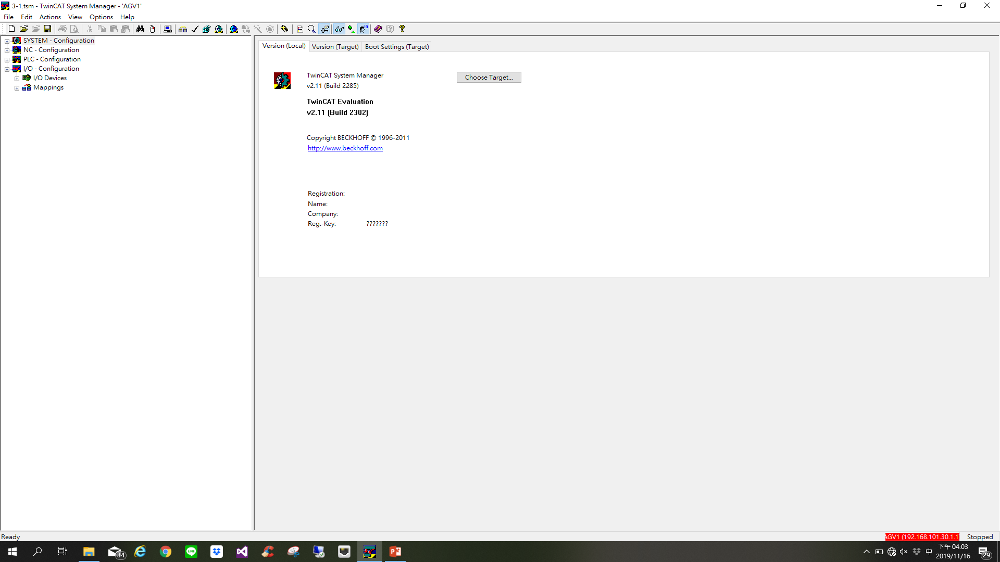 3-1.tsm - TwinCAT System Manager - 'AGV1'
File Edit Actions View Options Help
SYSTEM - Configuration
NC - Configuration
PLC - Configuration
I/O - Configuration
I/O Devices
Mappings
Version (Local) Version (Target) Boot Settings (Target)
TwinCAT System Manager
v2.11 (Build 2285)
Choose Target...
TwinCAT Evaluation
v2.11 (Build 2302)
Copyright BECKHOFF © 1996-2011
http://www.beckhoff.com
Registration:
Name:
Company:
Reg.-Key: ???????
Ready
AGV1 (192.168.101.30.1.1) Stopped
34
中
下午 04:03
2019/11/16
29